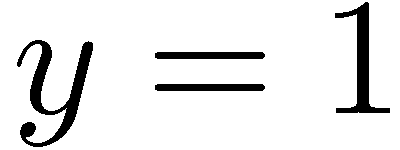 y = 1